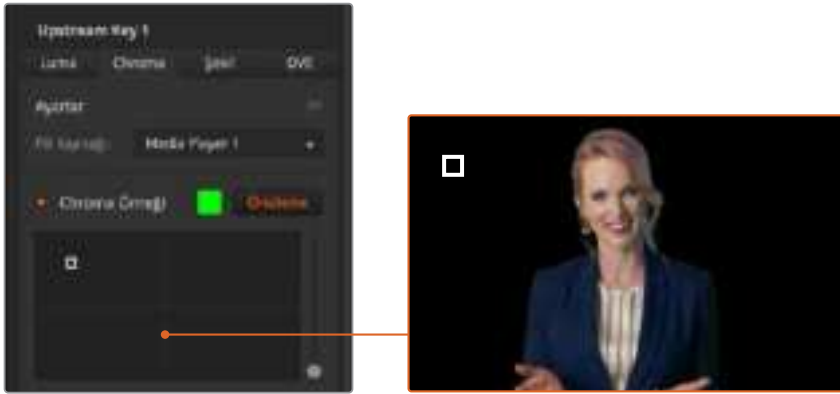 Upstream Key 1
Luma Chroma Şekil DVE
Ayarlar
Fill Kaynağı: Media Player 1
Chroma Örneği Önizleme